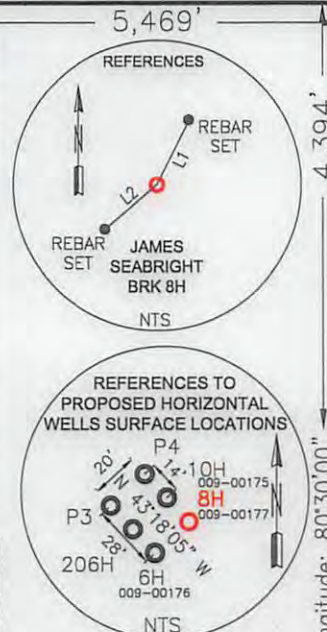 5,469'
REFERENCES
N
REBAR
SET
L1
L2
REBAR
SET
JAMES
SEABRIGHT
BRK 8H
NTS
4,394'
REFERENCES TO
PROPOSED HORIZONTAL
WELLS SURFACE LOCATIONS
P4
20'
14'
10H
009-00175
8H
009-00177
N 43°18'05" W
P3
28'
206H
6H
009-00176
N
NTS
ngitude: 80°30'00"